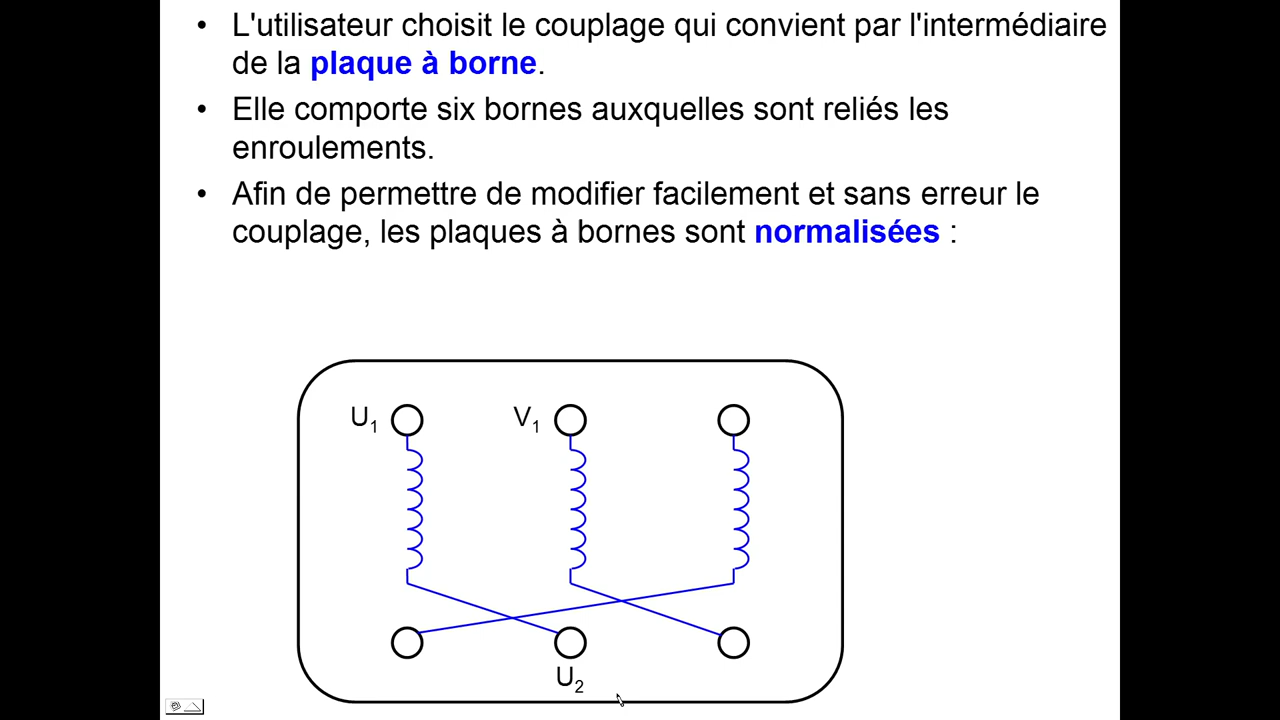 • L'utilisateur choisit le couplage qui convient par l'intermédiaire
de la plaque à borne.
• Elle comporte six bornes auxquelles sont reliés les
enroulements.
• Afin de permettre de modifier facilement et sans erreur le
couplage, les plaques à bornes sont normalisées :
U₁ V₁
U₂